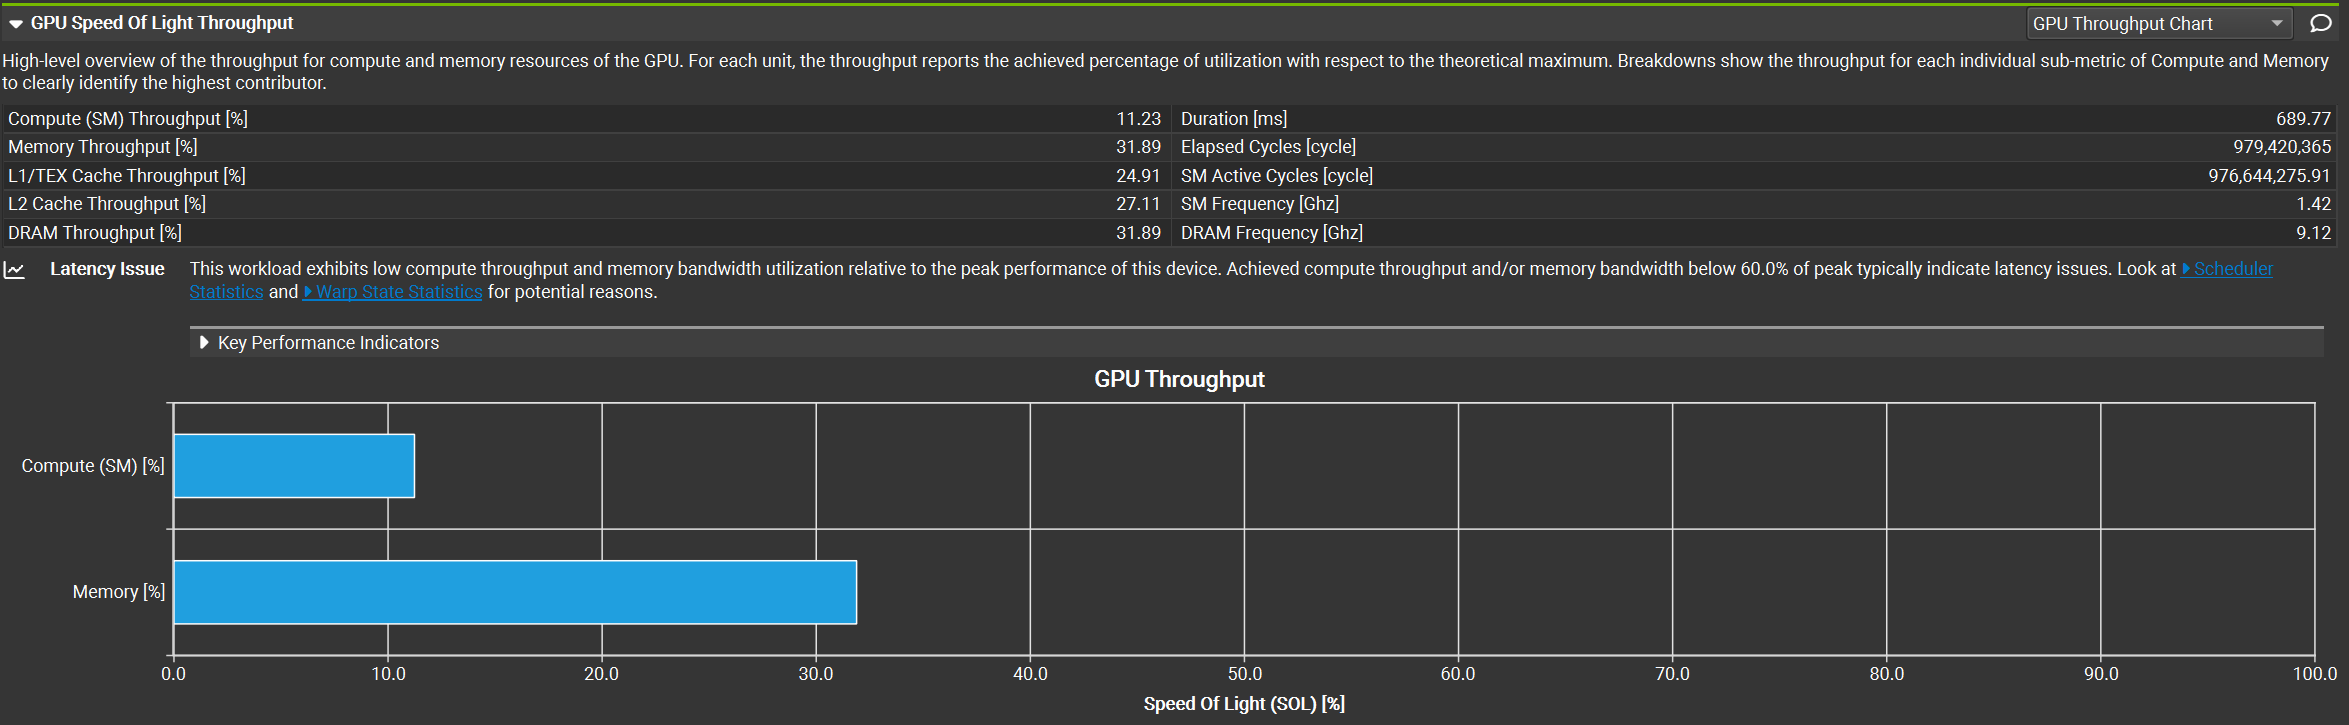 GPU Speed Of Light Throughput
GPU Throughput Chart
High-level overview of the throughput for compute and memory resources of the GPU. For each unit, the throughput reports the achieved percentage of utilization with respect to the theoretical maximum. Breakdowns show the throughput for each individual sub-metric of Compute and Memory
to clearly identify the highest contributor.
Compute (SM) Throughput [%] 11.23 Duration [ms] 689.77
Memory Throughput [%] 31.89 Elapsed Cycles [cycle] 979,420,365
L1/TEX Cache Throughput [%] 24.91 SM Active Cycles [cycle] 976,644,275.91
L2 Cache Throughput [%] 27.11 SM Frequency [Ghz] 1.42
DRAM Throughput [%] 31.89 DRAM Frequency [Ghz] 9.12
Latency Issue This workload exhibits low compute throughput and memory bandwidth utilization relative to the peak performance of this device. Achieved compute throughput and/or memory bandwidth below 60.0% of peak typically indicate latency issues. Look at Scheduler
Statistics and Warp State Statistics for potential reasons.
Key Performance Indicators
GPU Throughput
Compute (SM) [%]
Memory [%]
0.0 10.0 20.0 30.0 40.0 50.0 60.0 70.0 80.0 90.0 100.0
Speed Of Light (SOL) [%]